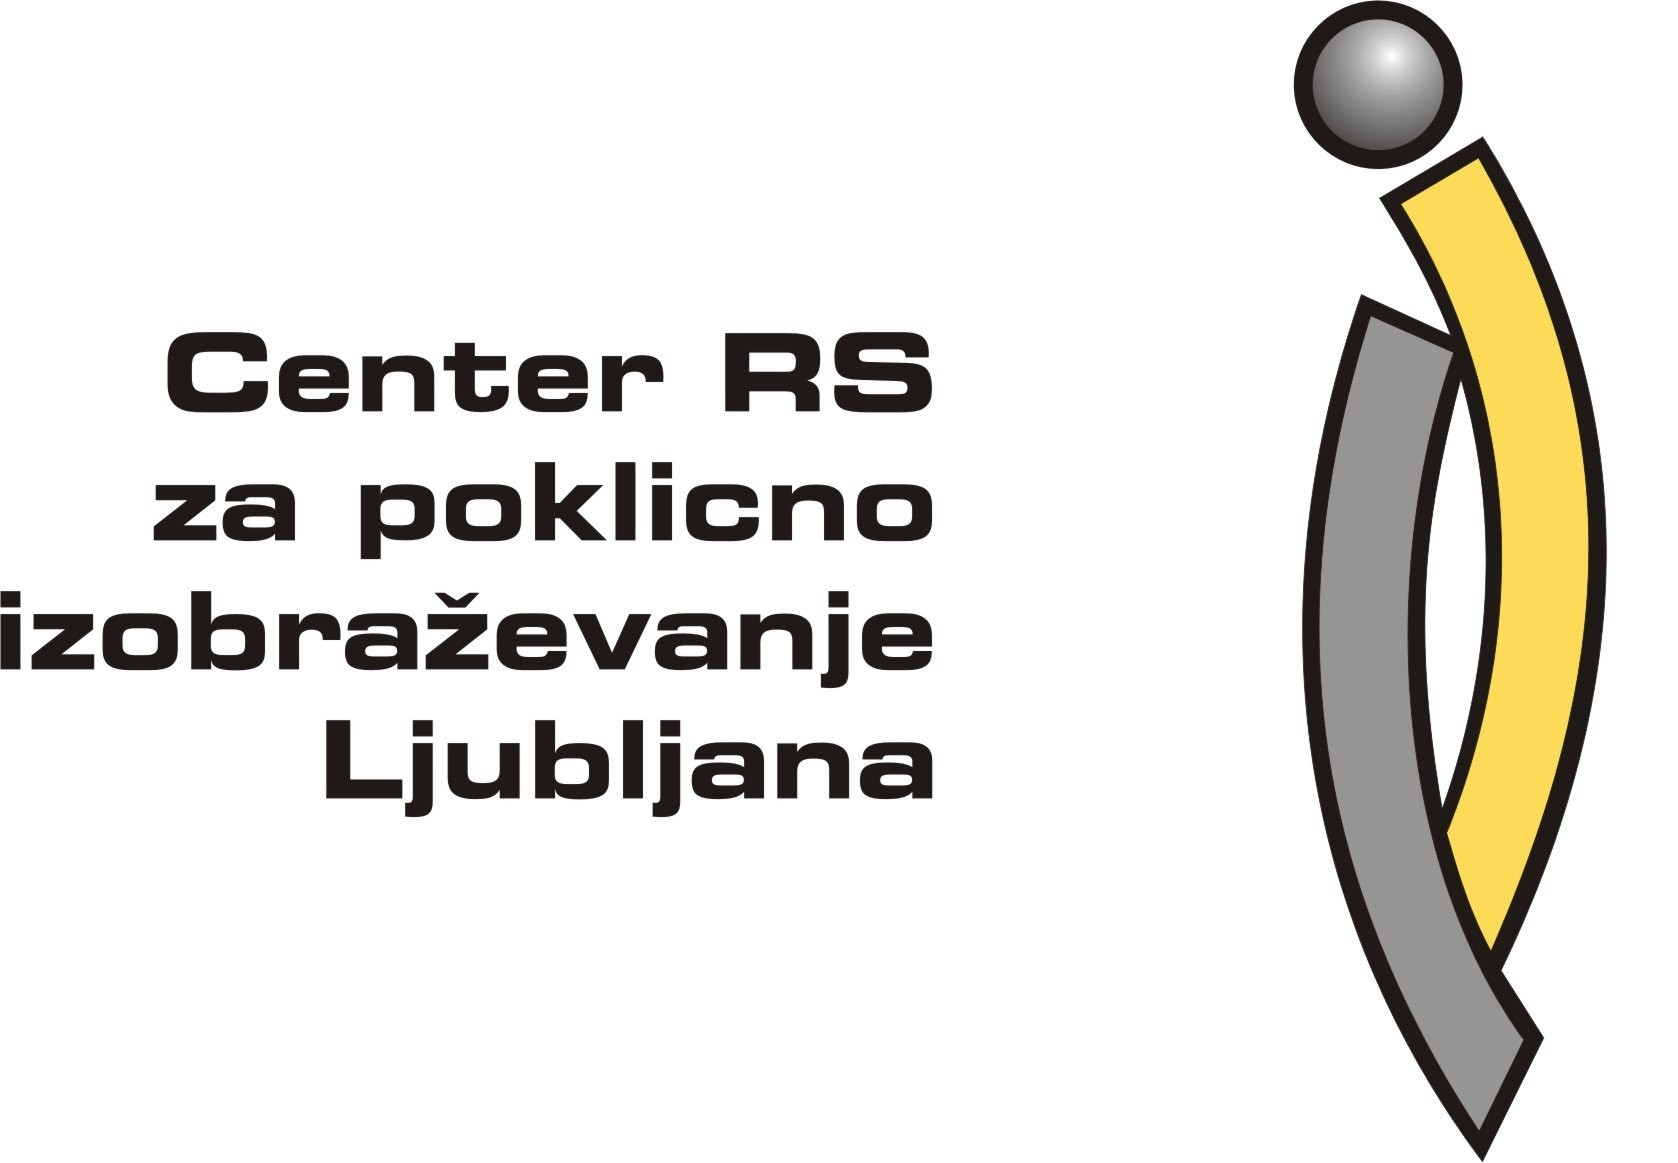 Center RS
za poklicno
izobraževanje
Ljubljana